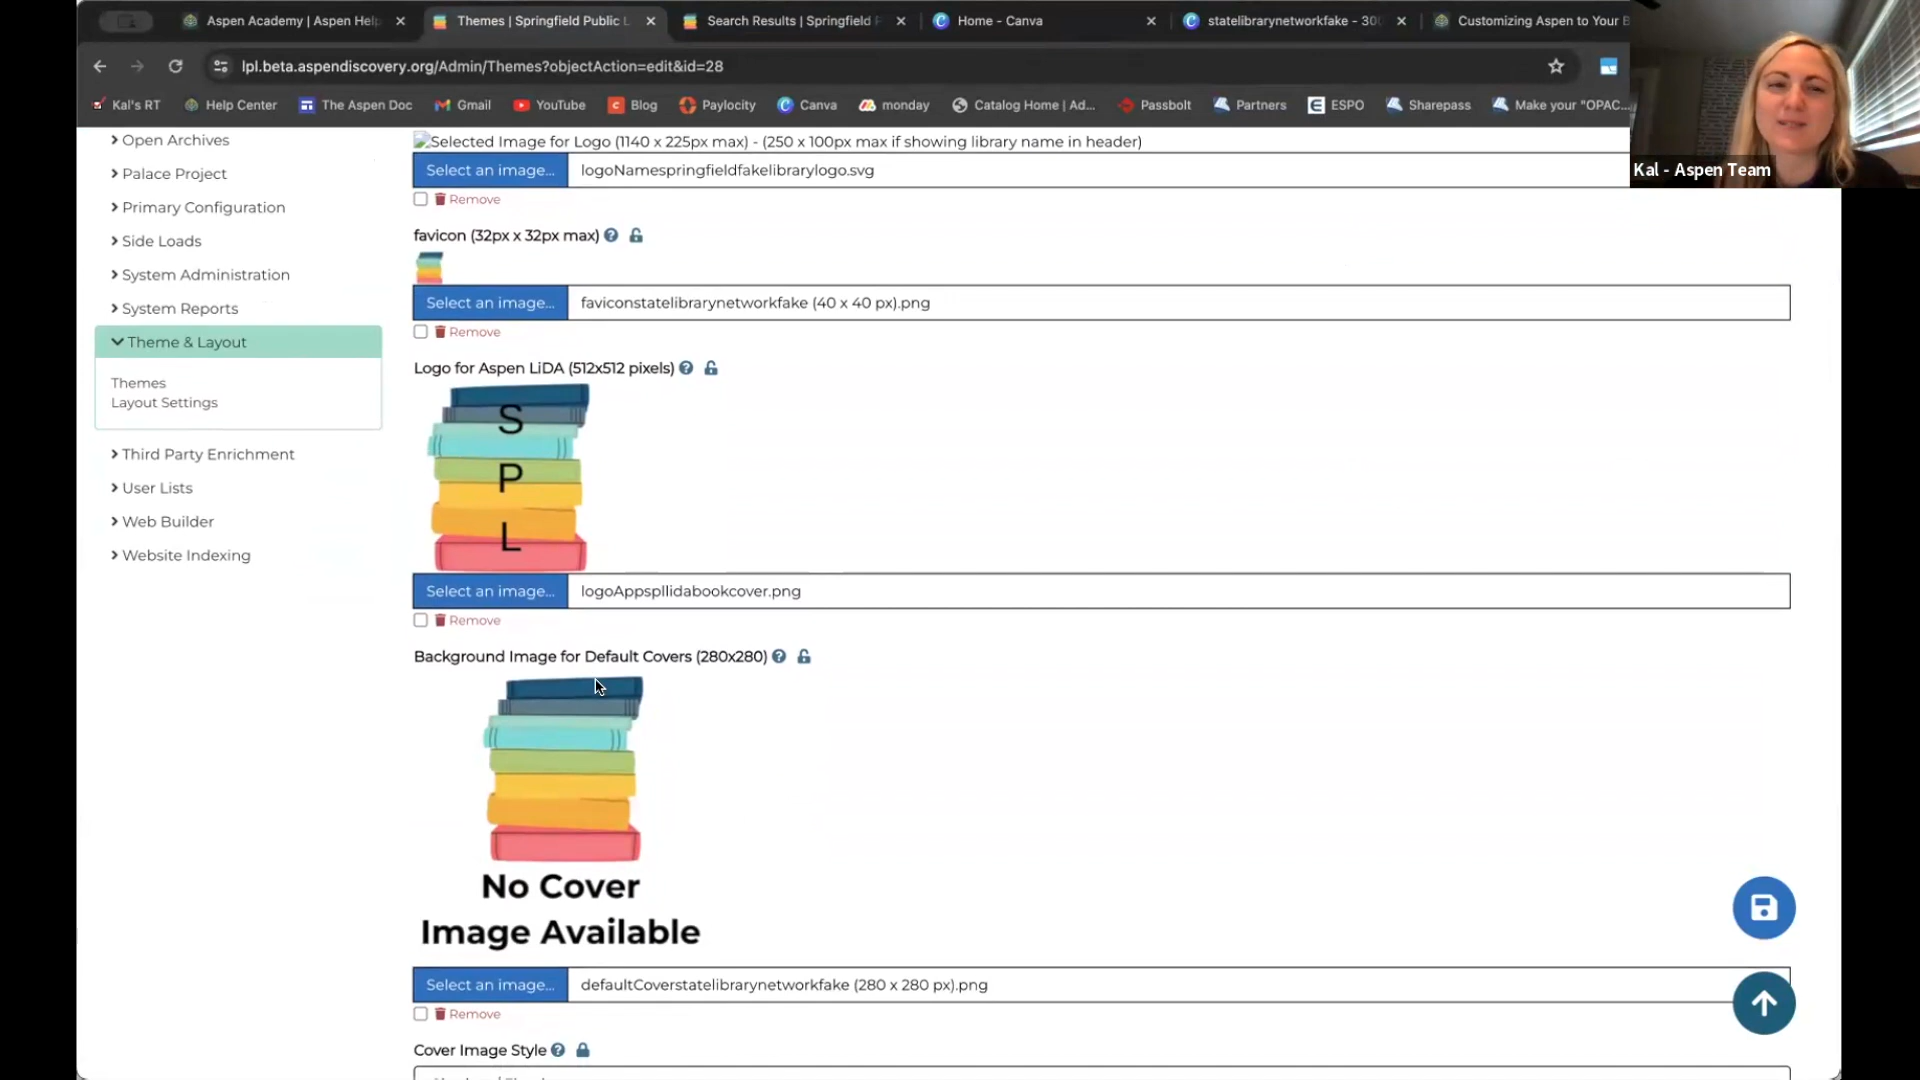 Aspen Academy | Aspen Help
Themes | Springfield Public L
Search Results | Springfield P
Home - Canva
statelibrarynetworkfake - 30
Customizing Aspen to Your B
lpl.beta.aspendiscovery.org/Admin/Themes?objectAction=edit&id=28
Kal's RT
Help Center
The Aspen Doc
Gmail
YouTube
Blog
Paylocity
Canva
monday
Catalog Home | Ad...
Passbolt
Partners
ESPO
Sharepass
Make your "OPAC...
Kal - Aspen Team
Open Archives
Palace Project
Primary Configuration
Side Loads
System Administration
System Reports
Theme & Layout
Themes
Layout Settings
Third Party Enrichment
User Lists
Web Builder
Website Indexing
Selected Image for Logo (1140 x 225px max) - (250 x 100px max if showing library name in header)
Select an image... logoNamespringfieldfakelibrarylogo.svg
Remove
favicon (32px x 32px max)
Select an image... faviconstatelibrarynetworkfake (40 x 40 px).png
Remove
Logo for Aspen LiDA (512x512 pixels)
S
P
L
Select an image... logoAppspllidabookcover.png
Remove
Background Image for Default Covers (280x280)
No Cover
Image Available
Select an image... defaultCoverstatelibrarynetworkfake (280 x 280 px).png
Remove
Cover Image Style